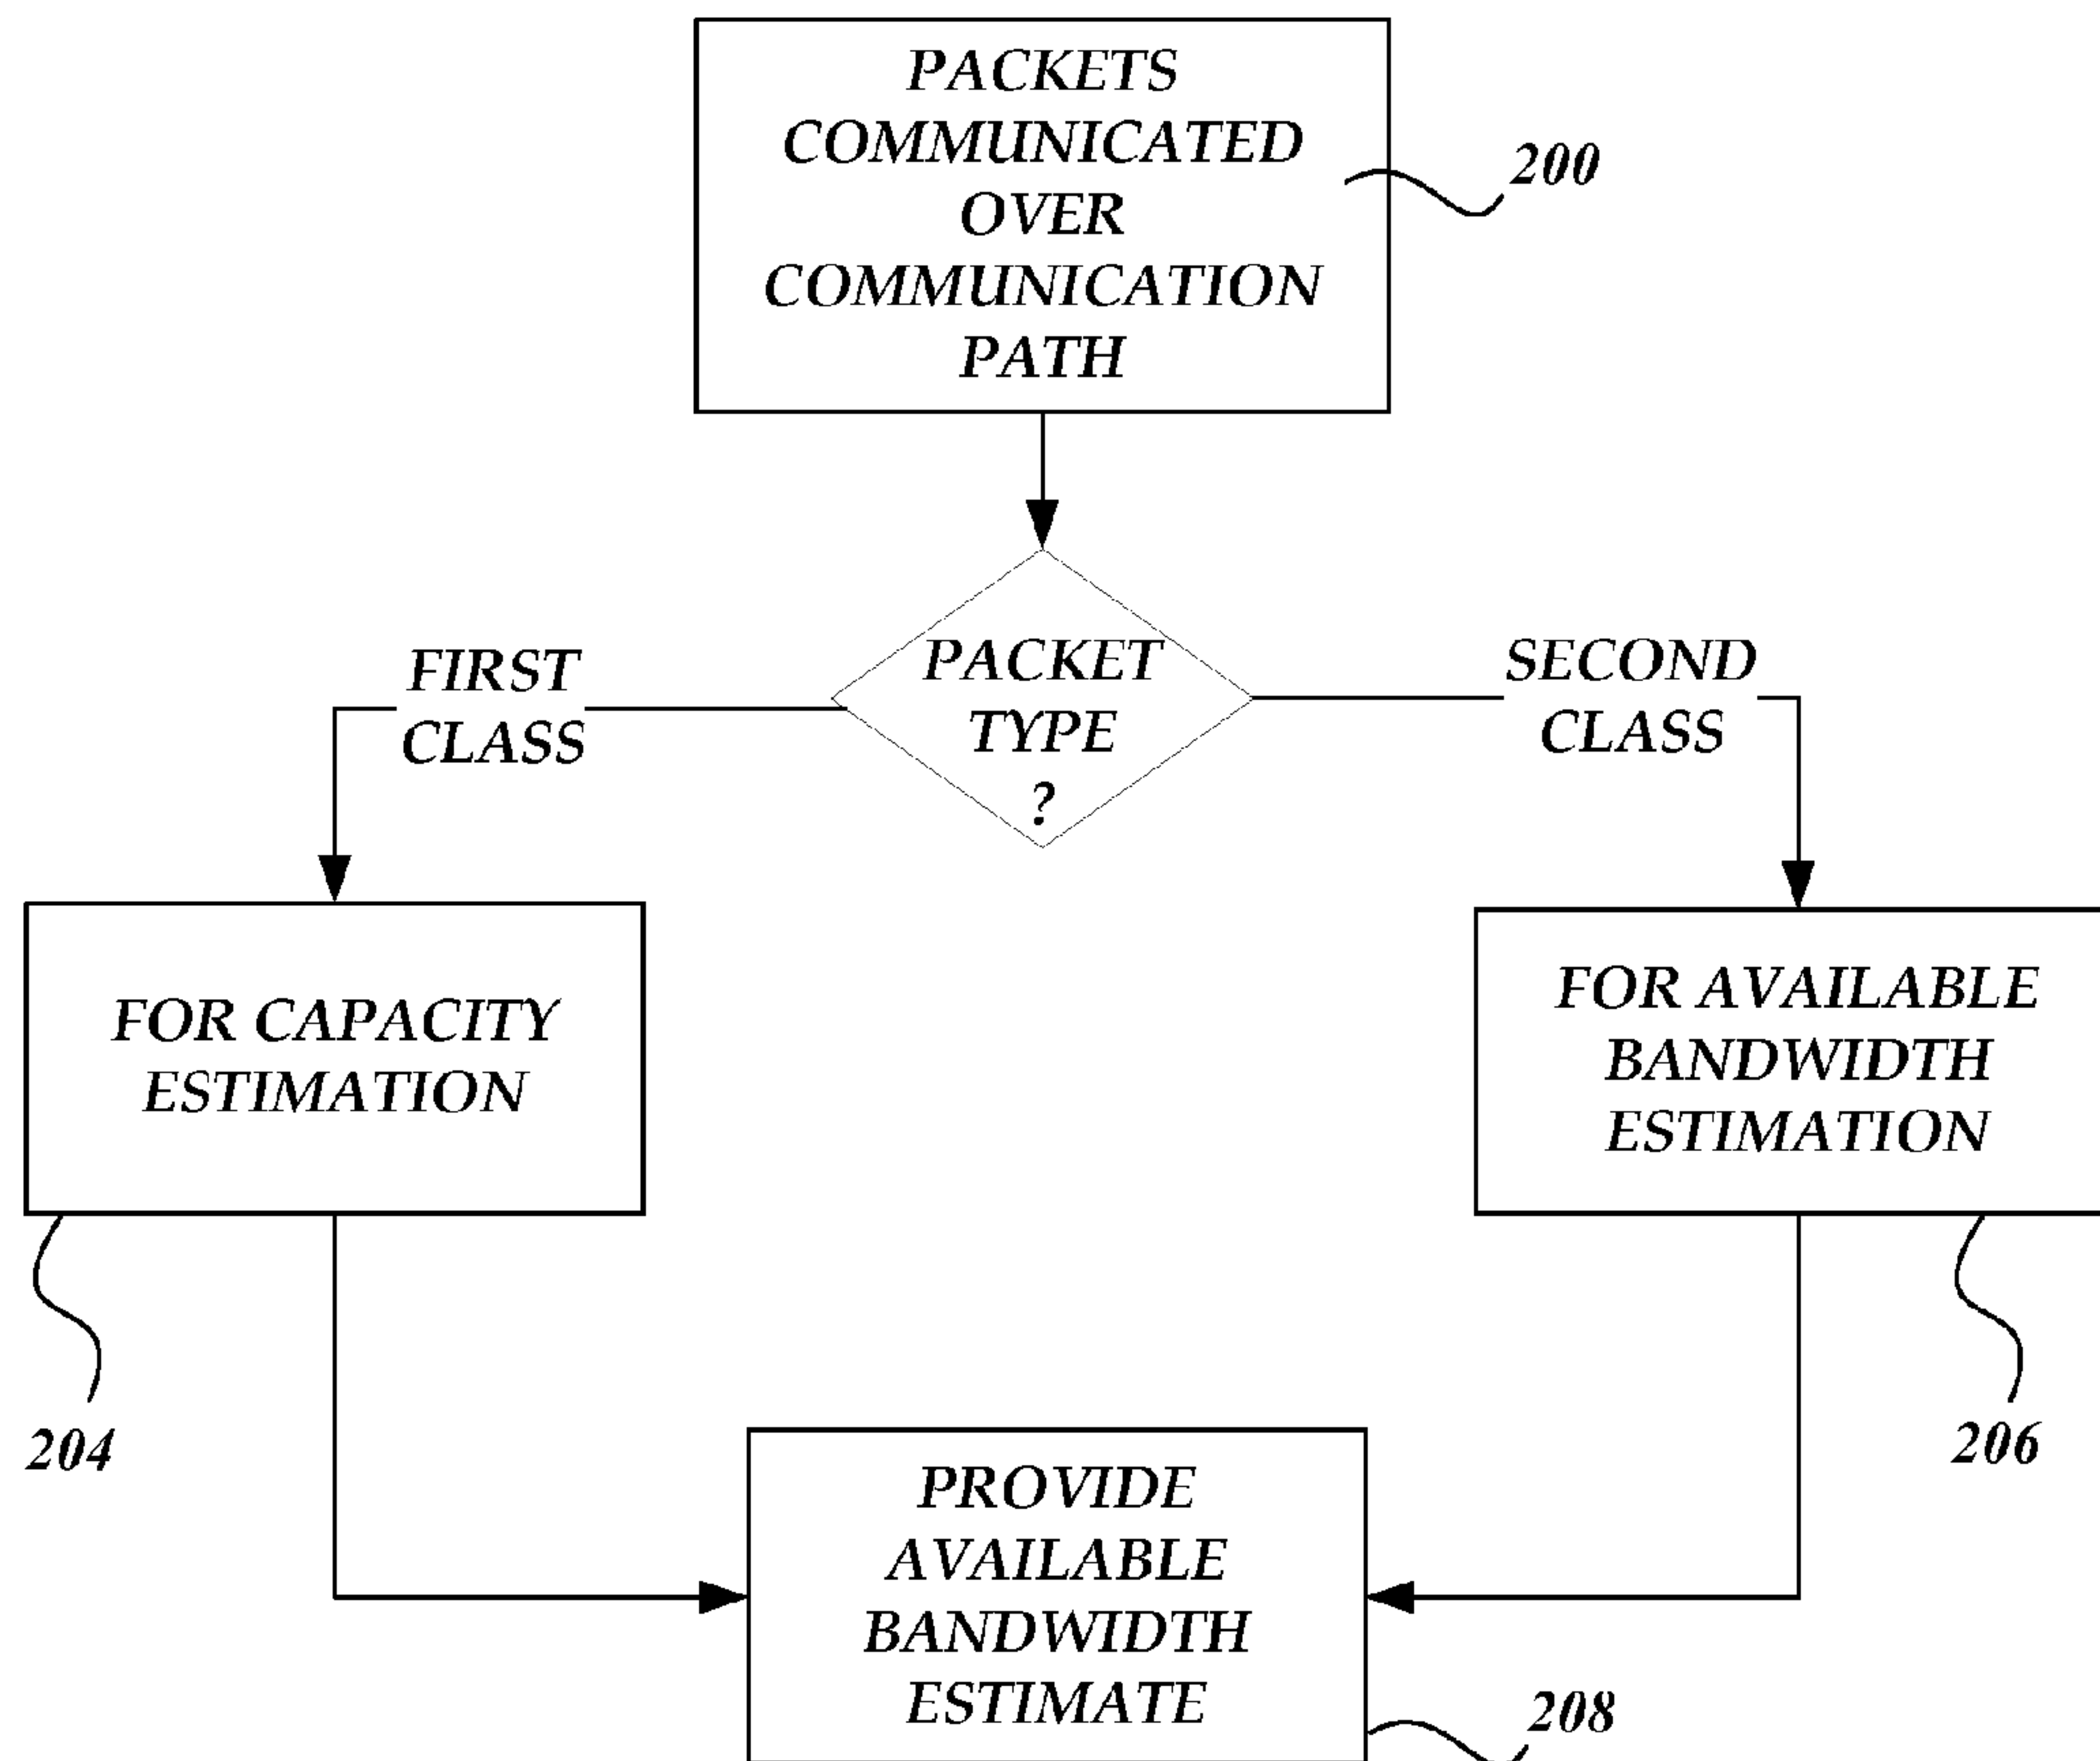 PACKETS
COMMUNICATED
OVER
COMMUNICATION
PATH
200
PACKET
TYPE
?
FIRST
CLASS
SECOND
CLASS
FOR CAPACITY
ESTIMATION
FOR AVAILABLE
BANDWIDTH
ESTIMATION
204
206
PROVIDE
AVAILABLE
BANDWIDTH
ESTIMATE
208